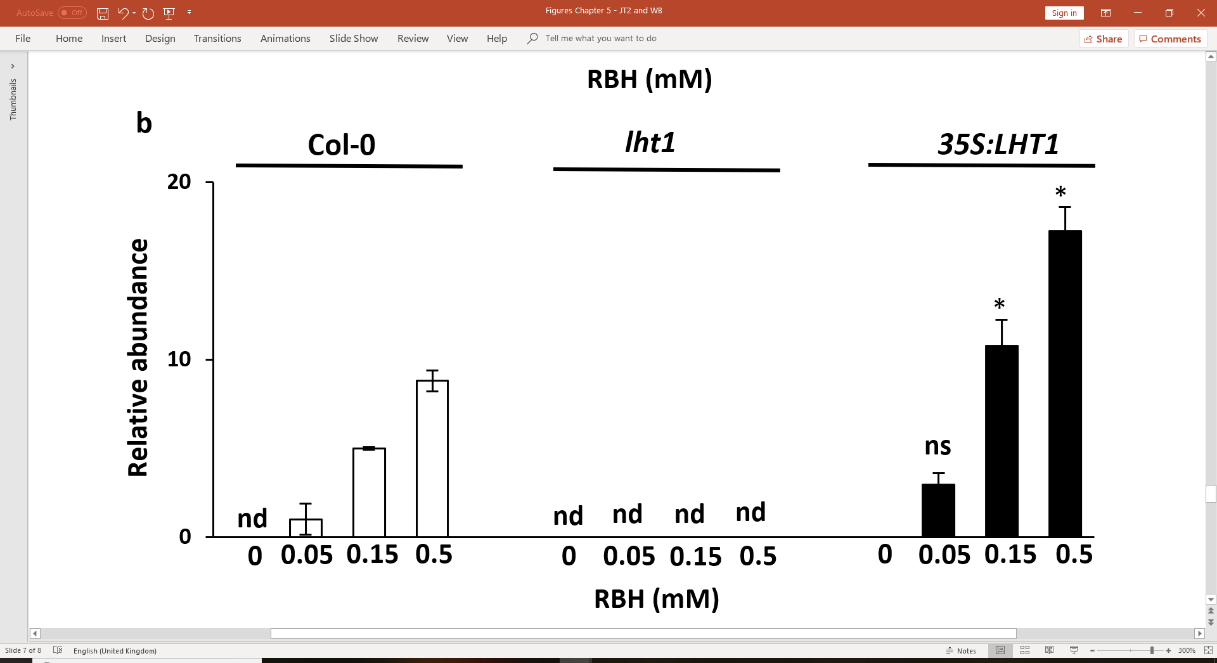 AutoSave Off
Figures Chapter 5 - JT2 and WB
Sign in
File Home Insert Design Transitions Animations Slide Show Review View Help Tell me what you want to do
Share Comments
Thumbnails
RBH (mM)
b
Col-0 lht1 35S:LHT1
20
10
0
Relative abundance
nd
nd nd nd nd
ns * *
0 0.05 0.15 0.5
0 0.05 0.15 0.5
0 0.05 0.15 0.5
RBH (mM)
Slide 7 of 8 English (United Kingdom)
Notes
300%